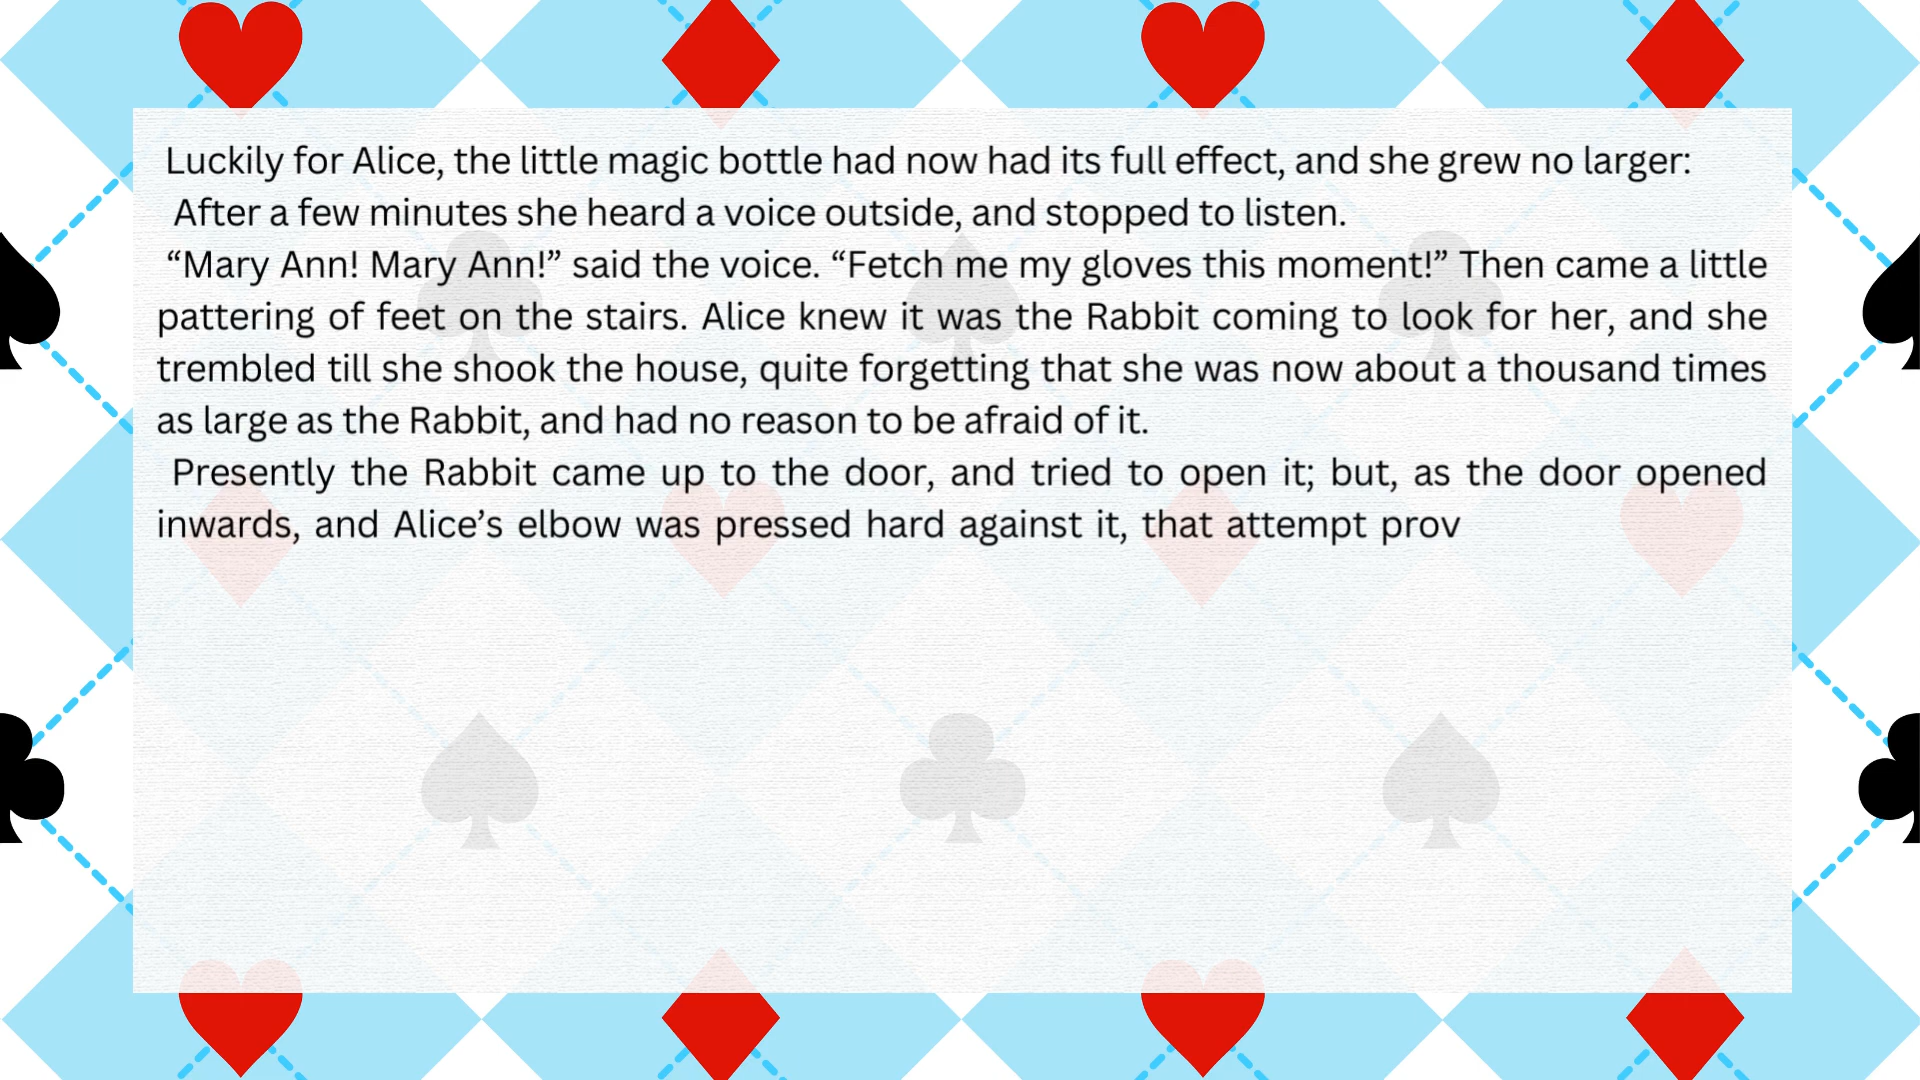 Luckily for Alice, the little magic bottle had now had its full effect, and she grew no larger:
After a few minutes she heard a voice outside, and stopped to listen.
“Mary Ann! Mary Ann!” said the voice. “Fetch me my gloves this moment!” Then came a little
pattering of feet on the stairs. Alice knew it was the Rabbit coming to look for her, and she
trembled till she shook the house, quite forgetting that she was now about a thousand times
as large as the Rabbit, and had no reason to be afraid of it.
Presently the Rabbit came up to the door, and tried to open it; but, as the door opened
inwards, and Alice’s elbow was pressed hard against it, that attempt prov